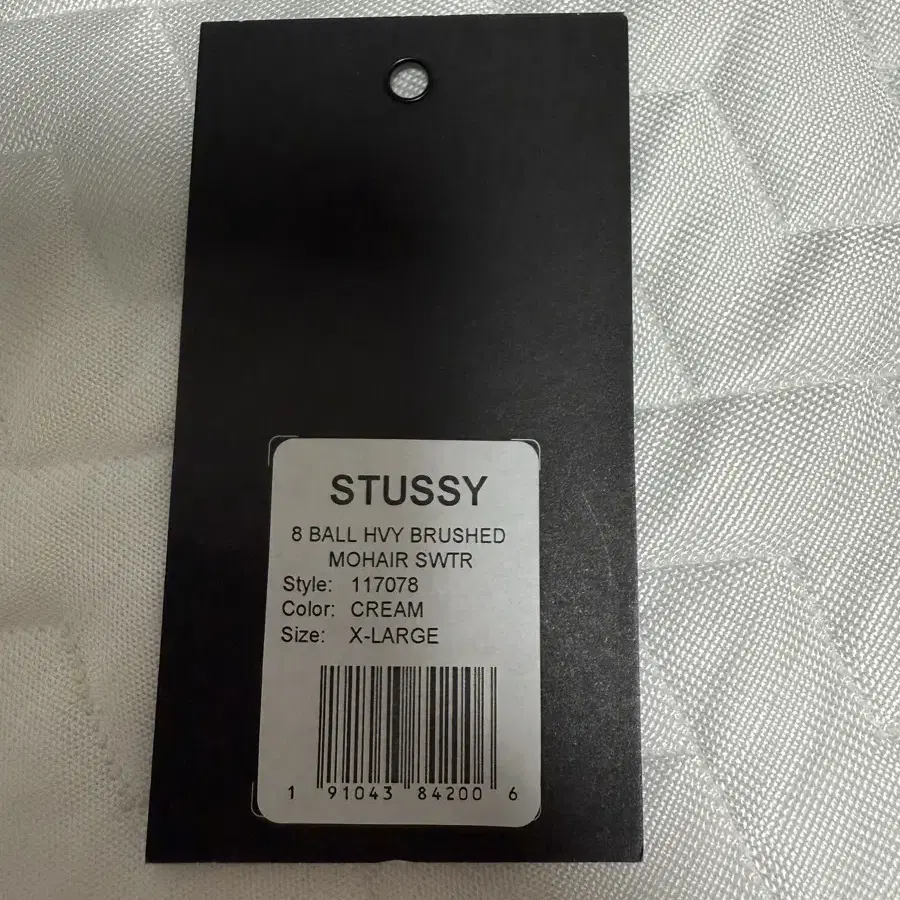 STUSSY
8 BALL HVY BRUSHED
MOHAIR SWTR
Style: 117078
Color: CREAM
Size: X-LARGE
1 91043 84200 6